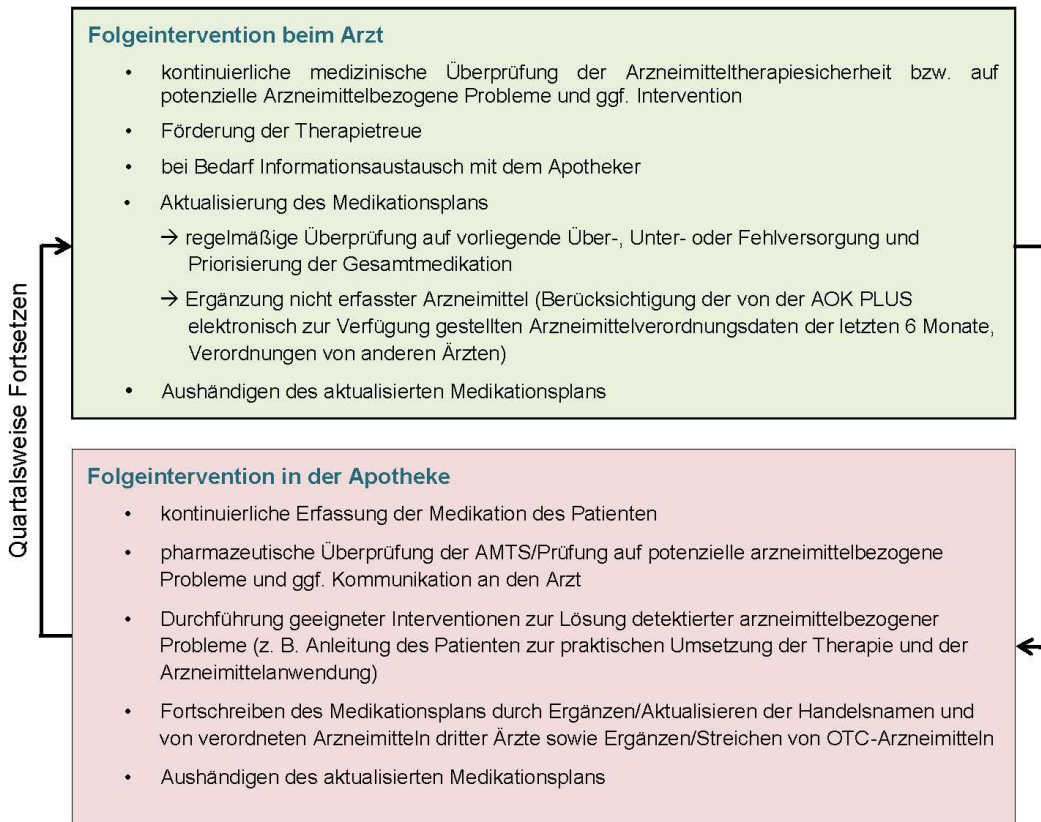 Folgeintervention beim Arzt
• kontinuierliche medizinische Überprüfung der Arzneimitteltherapiesicherheit bzw. auf
potenzielle Arzneimittelbezogene Probleme und ggf. Intervention
• Förderung der Therapietreue
• bei Bedarf Informationsaustausch mit dem Apotheker
• Aktualisierung des Medikationsplans
→ regelmäßige Überprüfung auf vorliegende Über-, Unter- oder Fehlversorgung und
Priorisierung der Gesamtmedikation
→ Ergänzung nicht erfasster Arzneimittel (Berücksichtigung der von der AOK PLUS
elektronisch zur Verfügung gestellten Arzneimittelverordnungsdaten der letzten 6 Monate,
Verordnungen von anderen Ärzten)
• Aushändigen des aktualisierten Medikationsplans
Quartalsweise Fortsetzen
Folgeintervention in der Apotheke
• kontinuierliche Erfassung der Medikation des Patienten
• pharmazeutische Überprüfung der AMTS/Prüfung auf potenzielle arzneimittelbezogene
Probleme und ggf. Kommunikation an den Arzt
• Durchführung geeigneter Interventionen zur Lösung detektierter arzneimittelbezogener
Probleme (z. B. Anleitung des Patienten zur praktischen Umsetzung der Therapie und der
Arzneimittelanwendung)
• Fortschreiben des Medikationsplans durch Ergänzen/Aktualisieren der Handelsnamen und
von verordneten Arzneimitteln dritter Ärzte sowie Ergänzen/Streichen von OTC-Arzneimitteln
• Aushändigen des aktualisierten Medikationsplans